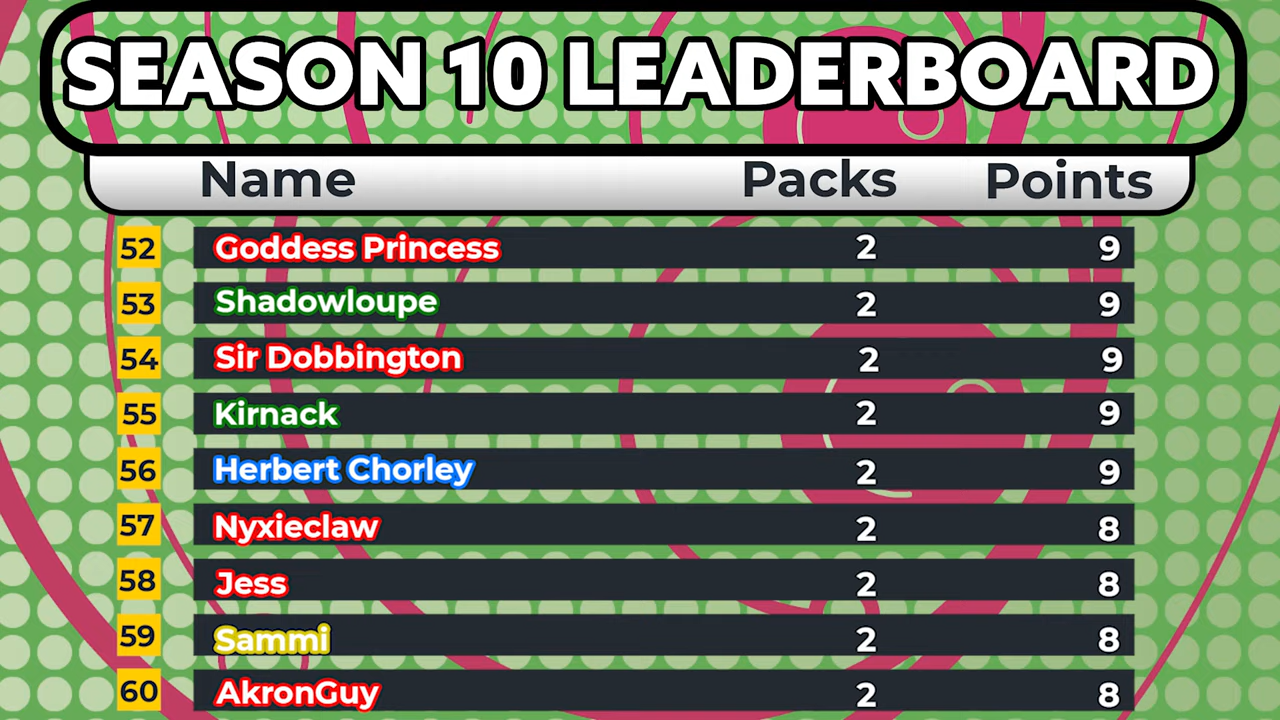 SEASON 10 LEADERBOARD
Name Packs Points
52 Goddess Princess 2 9
53 Shadowloupe 2 9
54 Sir Dobbington 2 9
55 Kirnack 2 9
56 Herbert Chorley 2 9
57 Nyxieclaw 2 8
58 Jess 2 8
59 Sammi 2 8
60 AkronGuy 2 8